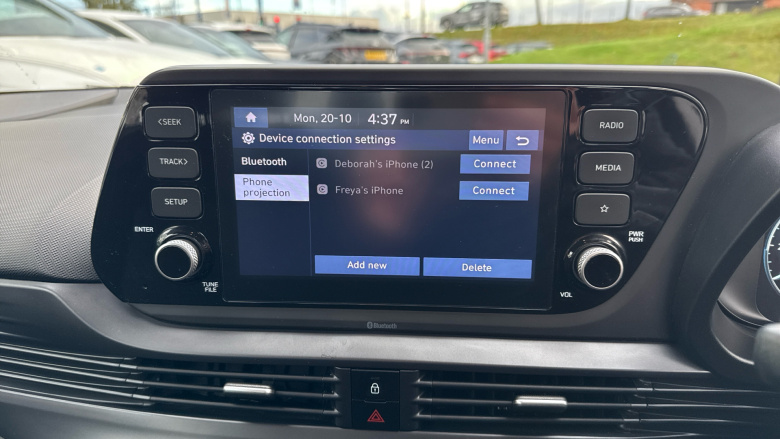 <SEEK
TRACK>
SETUP
ENTER
TUNE
FILE
Mon, 20-10 4:37 PM
Device connection settings Menu
Bluetooth
Phone
projection
Deborah's iPhone (2) Connect
Freya's iPhone Connect
Add new Delete
RADIO
MEDIA
PWR
PUSH
VOL
Bluetooth